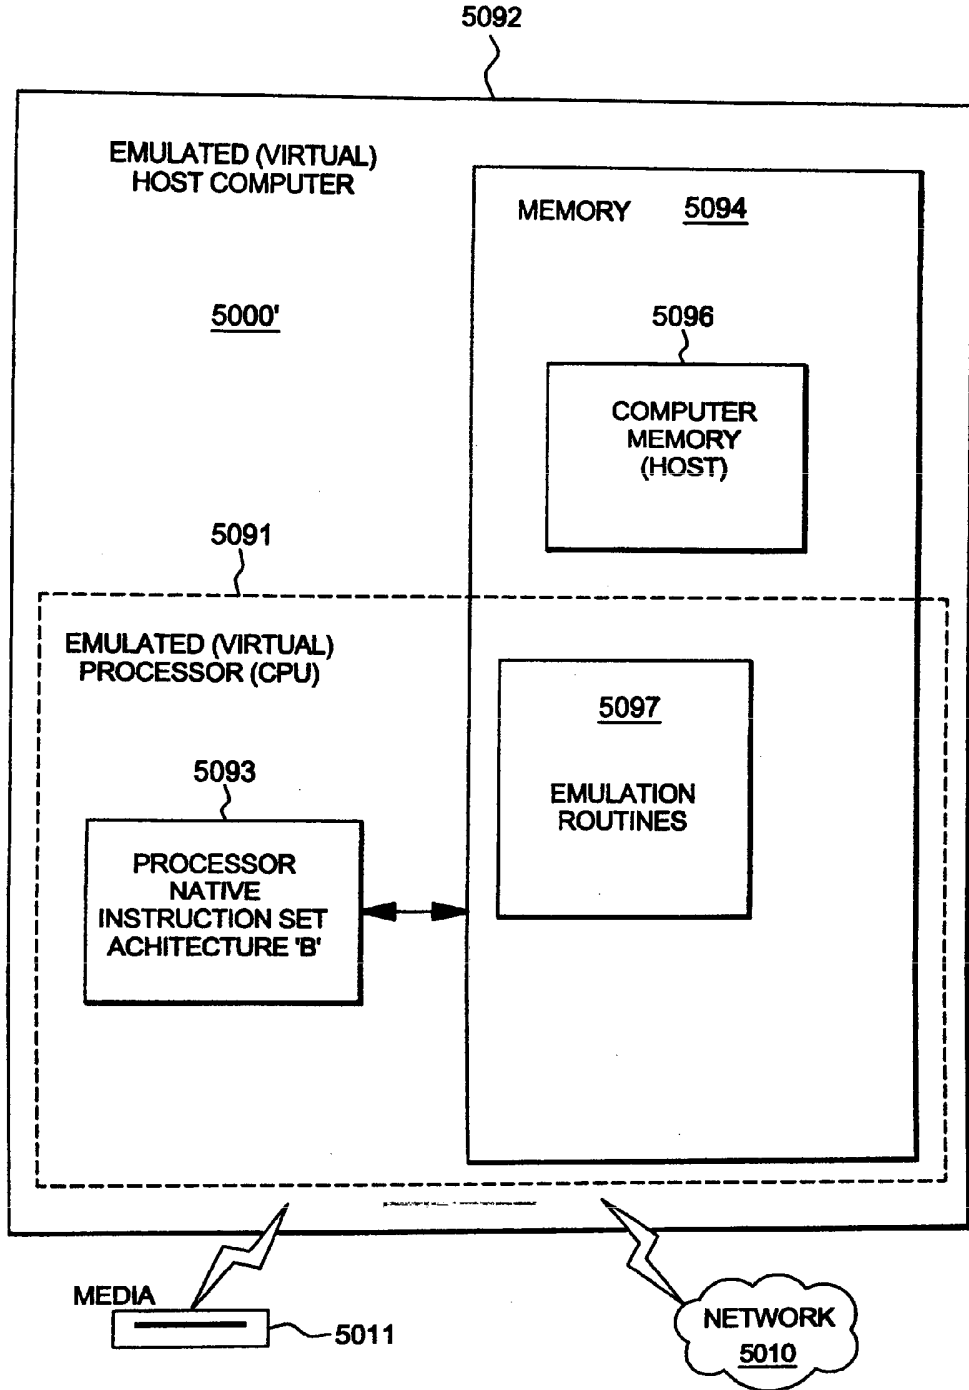 5092
EMULATED (VIRTUAL)
HOST COMPUTER
5000'
MEMORY 5094
5096
COMPUTER
MEMORY
(HOST)
5091
EMULATED (VIRTUAL)
PROCESSOR (CPU)
5093
PROCESSOR
NATIVE
INSTRUCTION SET
ACHITECTURE 'B'
5097
EMULATION
ROUTINES
MEDIA
5011
NETWORK
5010